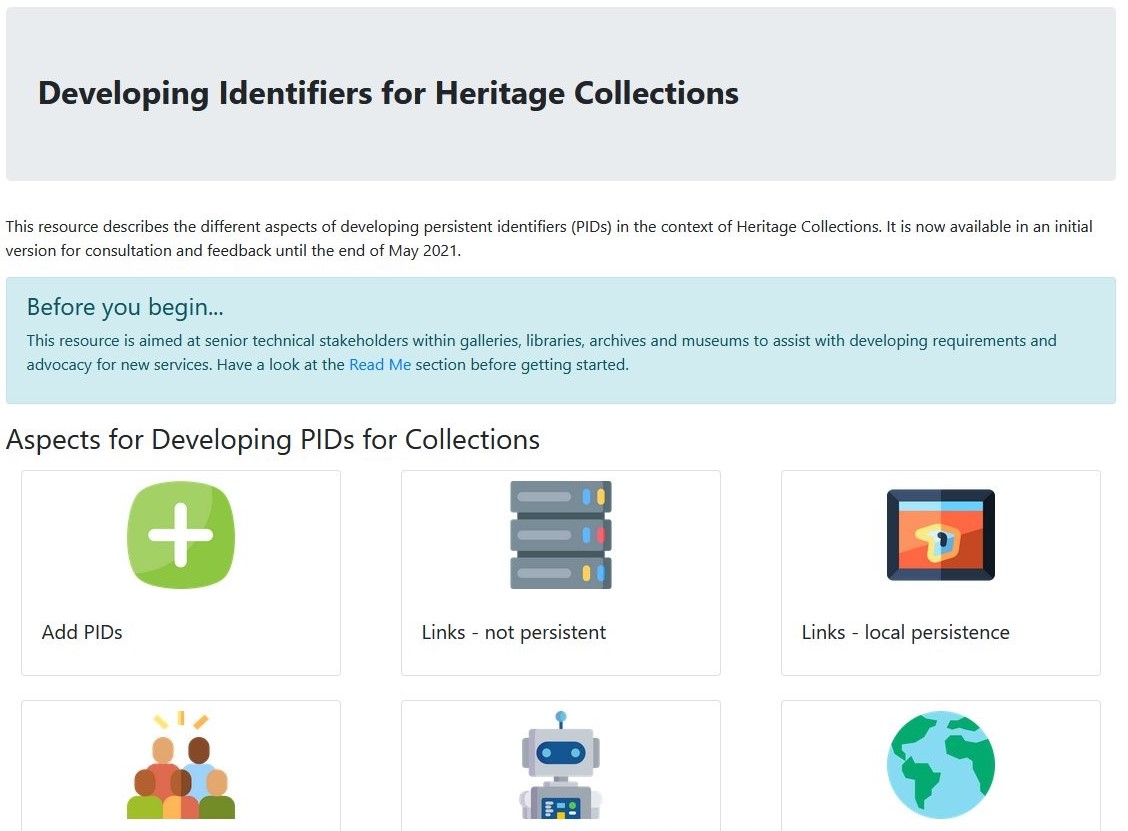 Developing Identifiers for Heritage Collections
This resource describes the different aspects of developing persistent identifiers (PIDs) in the context of Heritage Collections. It is now available in an initial
version for consultation and feedback until the end of May 2021.
Before you begin...
This resource is aimed at senior technical stakeholders within galleries, libraries, archives and museums to assist with developing requirements and
advocacy for new services. Have a look at the Read Me section before getting started.
Aspects for Developing PIDs for Collections
Add PIDs
Links - not persistent
Links - local persistence